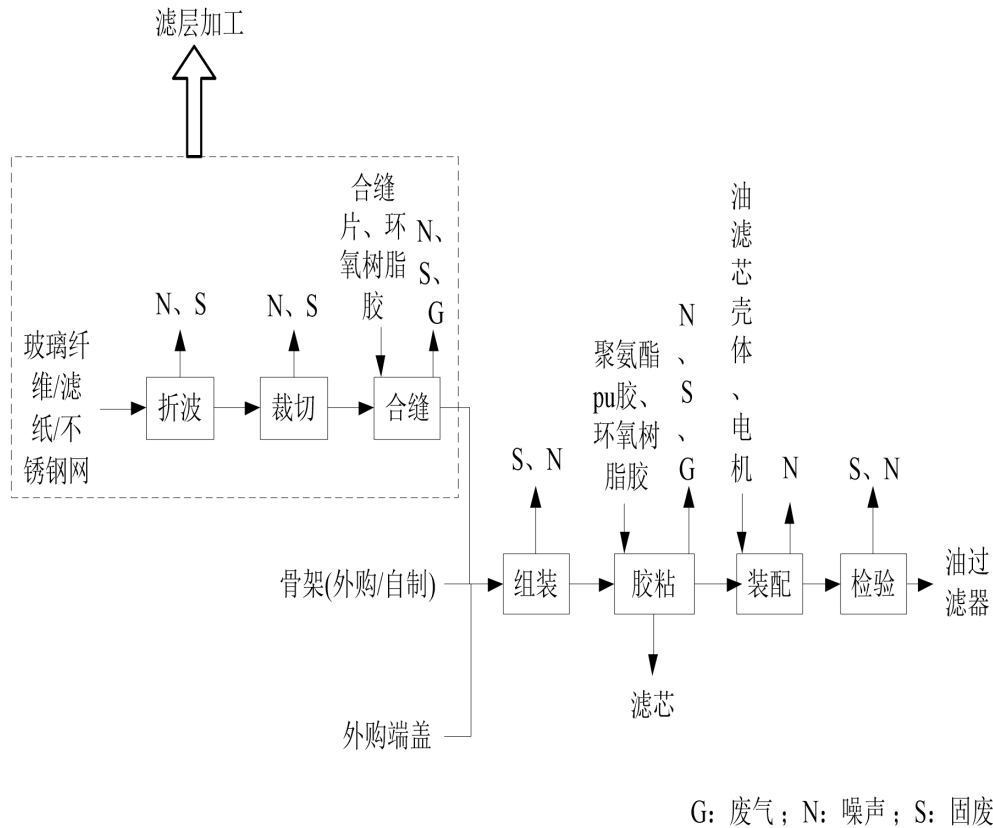 滤层加工
合缝
片、环
氧树脂
胶
N、
S、
G
N、S
N、S
玻璃纤
维/滤
纸/不
锈钢网
折波
裁切
合缝
油
滤
芯
壳
体
、
电
机
聚氨酯
pu胶、
环氧树
脂胶
N
、
S
、
G
S、N
N
S、N
骨架(外购/自制)
组装
胶粘
装配
检验
油过
滤器
滤芯
外购端盖
G：废气；N：噪声；S：固废